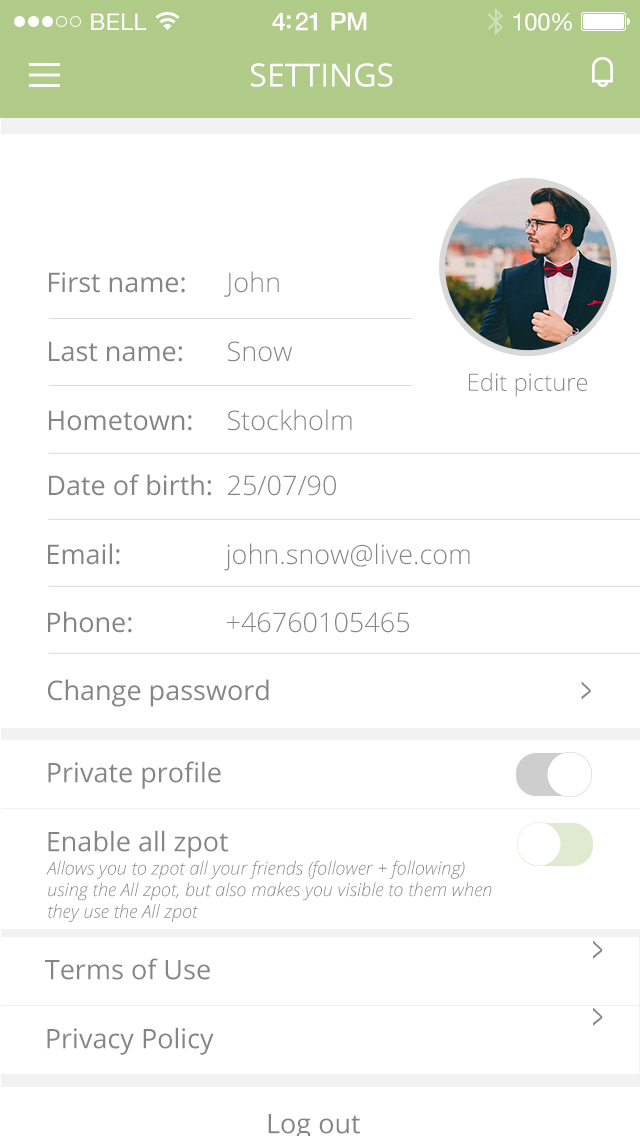 BELL 4:21 PM 100%
SETTINGS
First name: John
Last name: Snow
Edit picture
Hometown: Stockholm
Date of birth: 25/07/90
Email: john.snow@live.com
Phone: +46760105465
Change password
Private profile
Enable all zpot
Allows you to zpot all your friends (follower + following)
using the All zpot, but also makes you visible to them when
they use the All zpot
Terms of Use
Privacy Policy
Log out